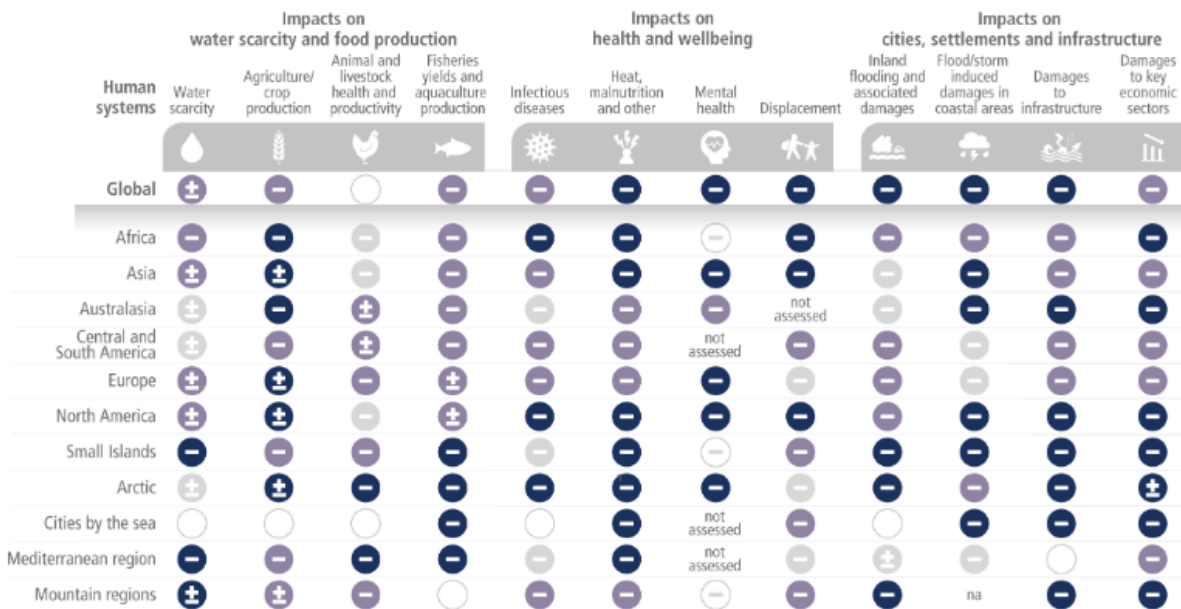 Impacts on
water scarcity and food production
Impacts on
health and wellbeing
Impacts on
cities, settlements and infrastructure
Human
systems
Water
scarcity
Agriculture/
crop
production
Animal and
livestock
health and
productivity
Fisheries
yields and
aquaculture
production
Infectious
diseases
Heat,
malnutrition
and other
Mental
health
Displacement
Inland
flooding and
associated
damages
Flood/storm
induced
damages in
coastal areas
Damages
to
infrastructure
Damages
to key
economic
sectors
Global
± − − − − − − − − − −
Africa
− − − − − − − − − − − −
Asia
± ± − − − − − − − − − −
Australasia
± − ± − − − − not assessed − − − −
Central and
South America
± − ± − − − not assessed − − − − −
Europe
± ± − ± − − − − − − − −
North America
± ± − ± − − − − − − − −
Small Islands
− − − − − − − − − − − −
Arctic
± ± − − − − − − − − − ±
Cities by the sea
− − not assessed − − − −
Mediterranean region
− − − − − − not assessed − ± − −
Mountain regions
± ± − − − − − − na − −